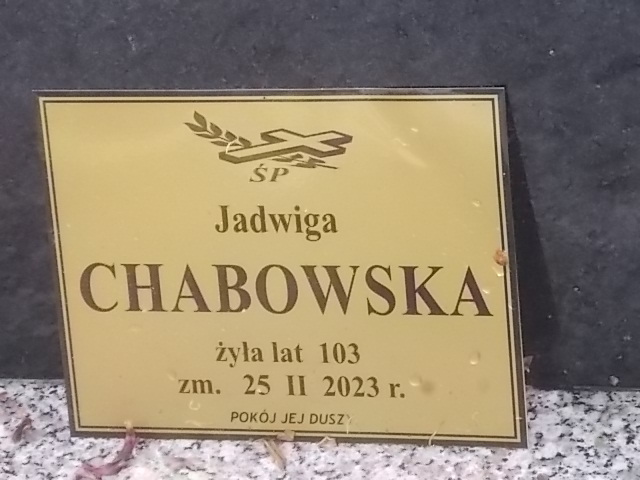 ŚP
Jadwiga
CHABOWSKA
żyła lat 103
zm. 25 II 2023 r.
POKÓJ JEJ DUSZY